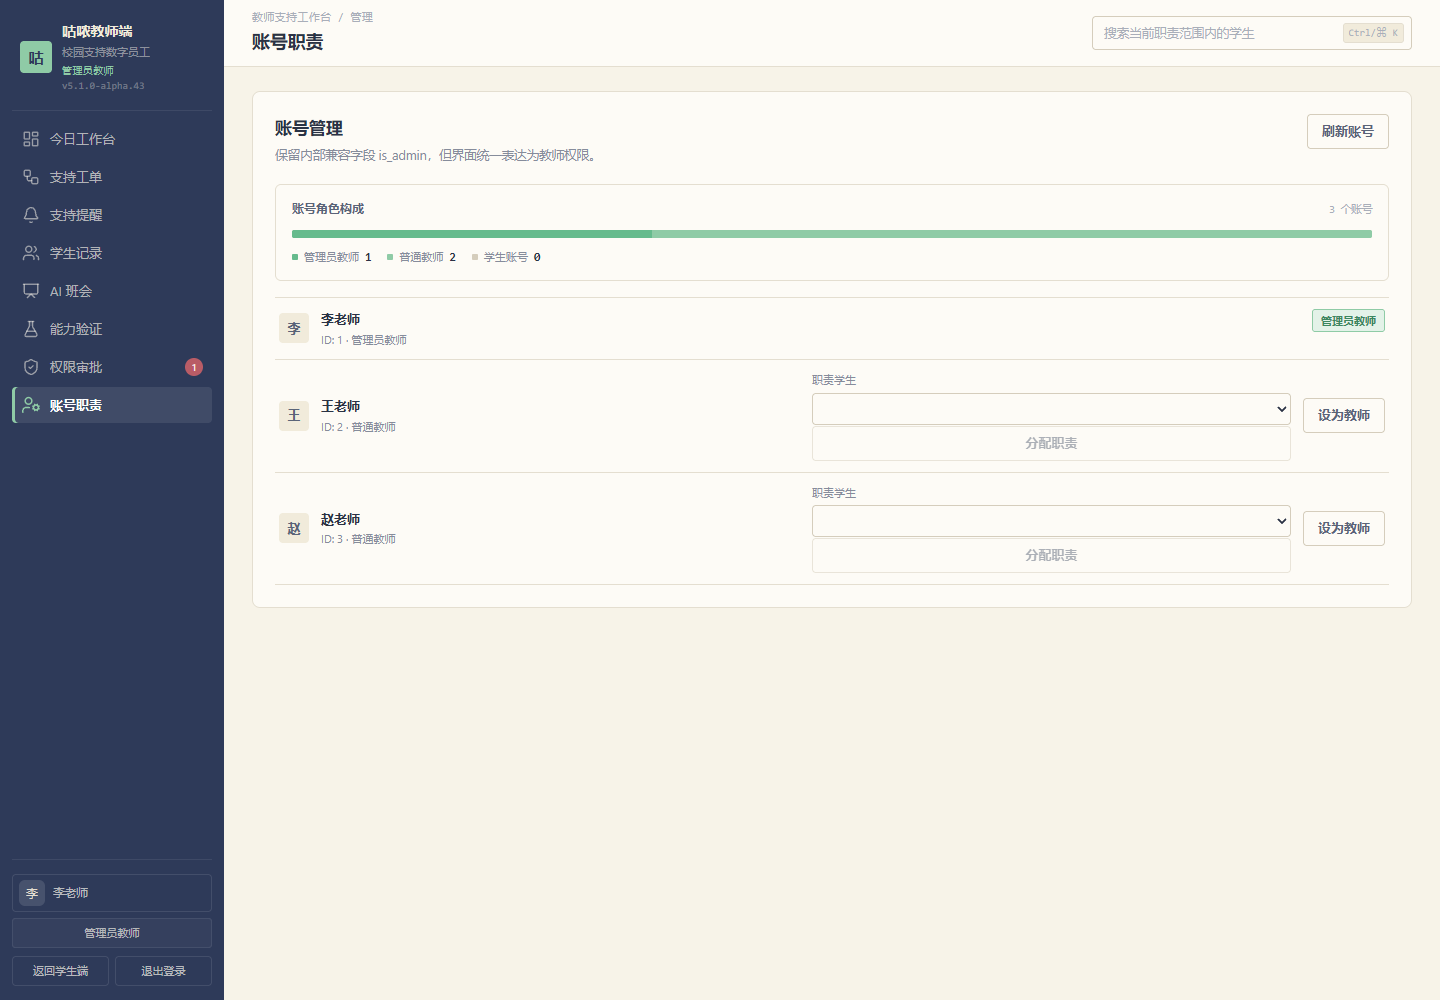 咕
咕哝教师端
校园支持数字员工
管理员教师
v5.1.0-alpha.43
今日工作台
支持工单
支持提醒
学生记录
AI 班会
能力验证
权限审批 1
账号职责
李 李老师
管理员教师
返回学生端 退出登录
教师支持工作台 / 管理
账号职责
搜索当前职责范围内的学生 Ctrl/⌘ K
账号管理
保留内部兼容字段 is_admin，但界面统一表达为教师权限。
刷新账号
账号角色构成 3 个账号
管理员教师 1 普通教师 2 学生账号 0
李 李老师
ID: 1 · 管理员教师
管理员教师
王 王老师
ID: 2 · 普通教师
职责学生
分配职责
设为教师
赵 赵老师
ID: 3 · 普通教师
职责学生
分配职责
设为教师